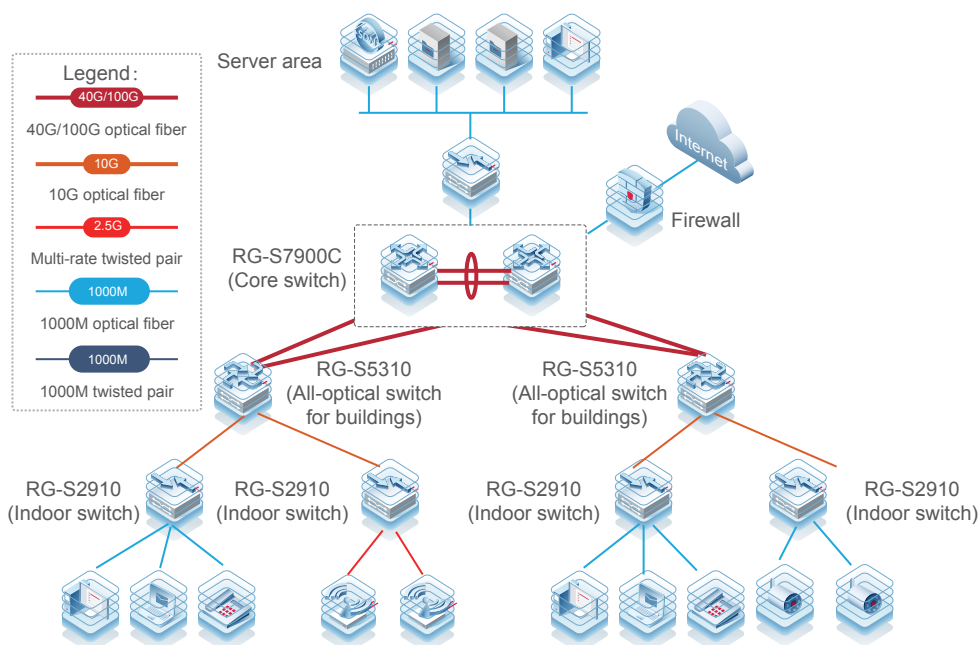 Server area
Legend：
40G/100G
40G/100G optical fiber
10G
10G optical fiber
2.5G
Multi-rate twisted pair
1000M
1000M optical fiber
1000M
1000M twisted pair
Internet
Firewall
RG-S7900C
(Core switch)
RG-S5310
(All-optical switch
for buildings)
RG-S5310
(All-optical switch
for buildings)
RG-S2910
(Indoor switch)
RG-S2910
(Indoor switch)
RG-S2910
(Indoor switch)
RG-S2910
(Indoor switch)